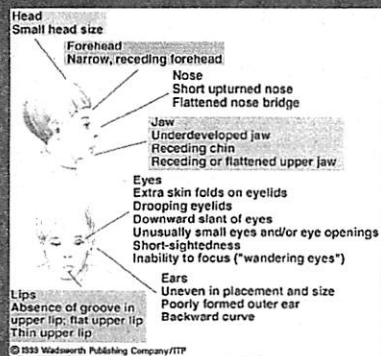 Head
Small head size
Forehead
Narrow, receding forehead
Nose
Short upturned nose
Flattened nose bridge
Jaw
Underdeveloped jaw
Receding chin
Receding or flattened upper jaw
Eyes
Extra skin folds on eyelids
Drooping eyelids
Downward slant of eyes
Unusually small eyes and/or eye openings
Short-sightedness
Inability to focus ("wandering eyes")
Ears
Uneven in placement and size
Poorly formed outer ear
Backward curve
Lips
Absence of groove in
upper lip; flat upper lip
Thin upper lip
© 1999 Wadsworth Publishing Company/ITP